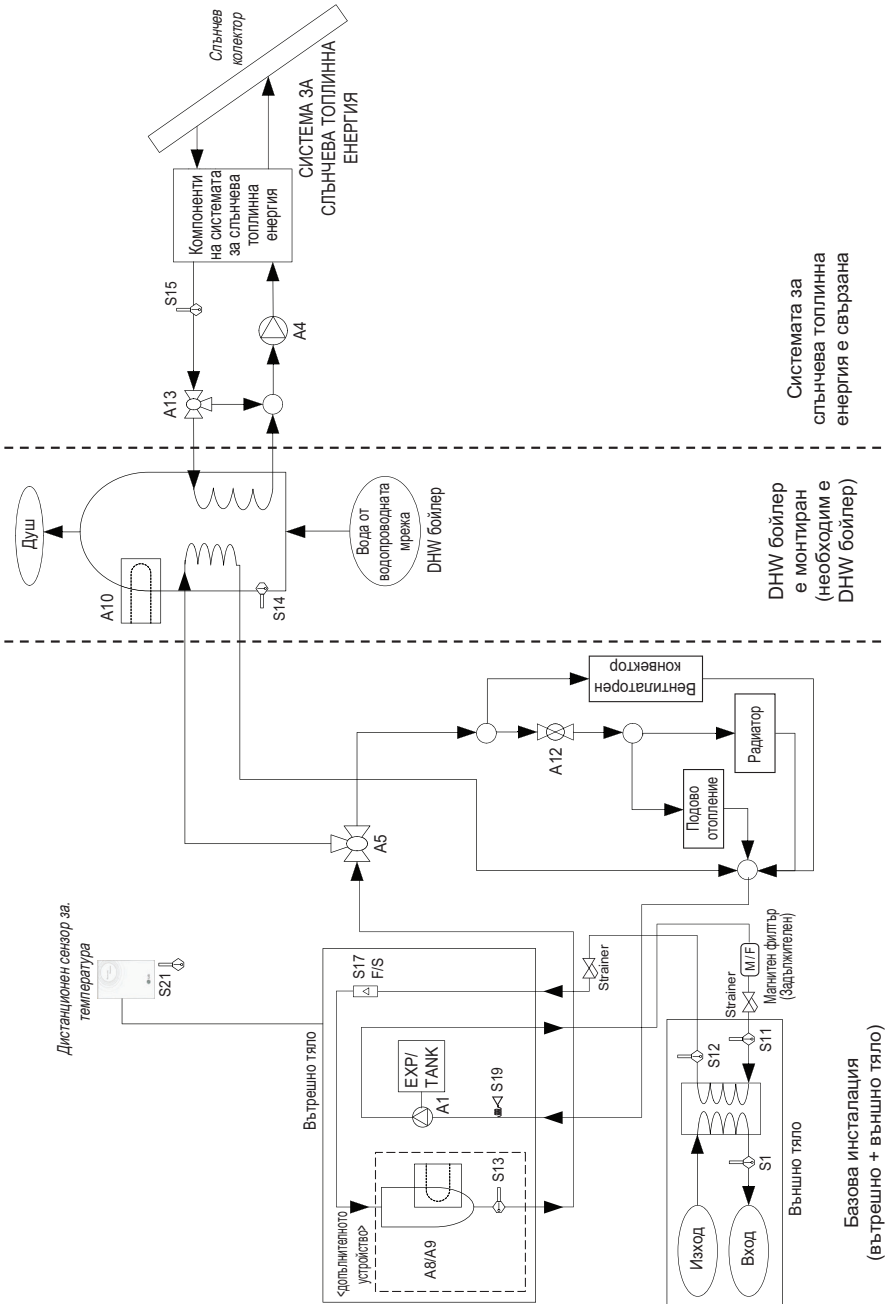 Слънчев
колектор
СИСТЕМА ЗА
СЛЪНЧЕВА ТОПЛИННА
ЕНЕРГИЯ
Компоненти
на системата
за слънчева
топлинна
енергия
S15
A4
A13
Системата за
слънчева топлинна
енергия е свързана
Душ
A10
S14
Вода от
водопроводната
мрежа
DHW бойлер
DHW бойлер
е монтиран
(необходим е
DHW бойлер)
Вентилаторен
конвектор
A12
Радиатор
Подово
отопление
A5
Дистанционен сензор за.
температура
S21
LG
Вътрешно тяло
S17
F/S
Strainer
EXP/
TANK
A1
S19
<допълнителното
устройство>
A8/A9
S13
Strainer
M/F
Магнитен филтър
(Задължителен)
S12
S11
S1
Изход
Вход
Външно тяло
Базова инсталация
(вътрешно + външно тяло)